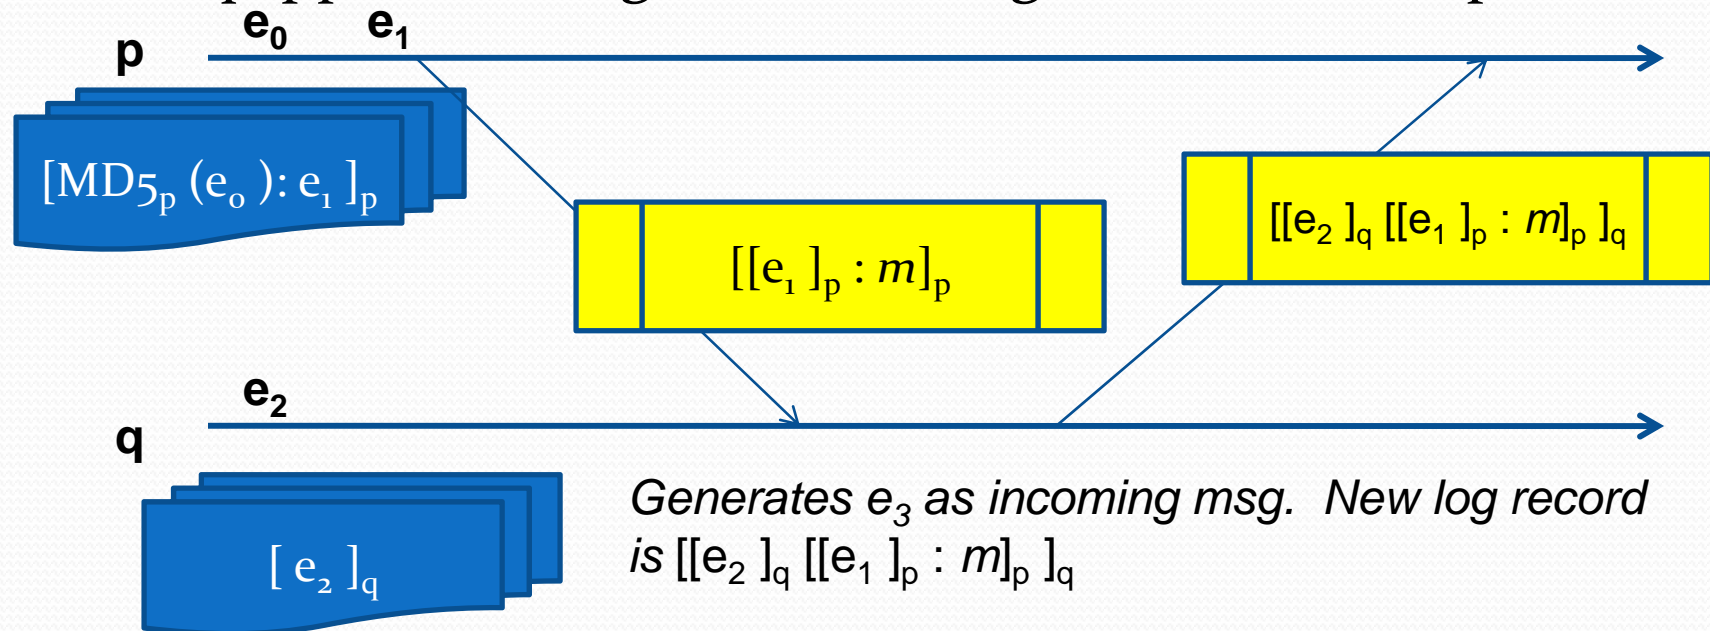 e₀ e₁
p
[MD5ₚ (e₀ ): e₁ ]ₚ
[[e₂ ]q [[e₁ ]ₚ : m]ₚ ]q
[[e₁ ]ₚ : m]ₚ
e₂
q
Generates e₃ as incoming msg. New log record
is [[e₂ ]q [[e₁ ]ₚ : m]ₚ ]q
[ e₂ ]q